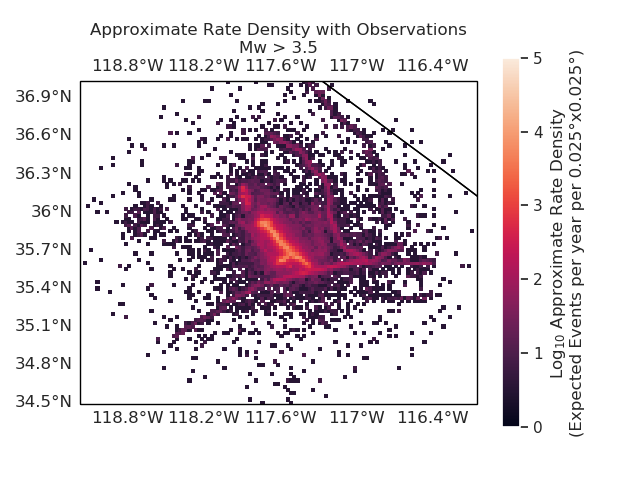 Approximate Rate Density with Observations
Mw > 3.5
118.8°W 118.2°W 117.6°W 117°W 116.4°W
36.9°N
36.6°N
36.3°N
36°N
35.7°N
35.4°N
35.1°N
34.8°N
34.5°N
118.8°W 118.2°W 117.6°W 117°W 116.4°W
5
4
3
2
1
0
Log₁₀ Approximate Rate Density
(Expected Events per year per 0.025°x0.025°)